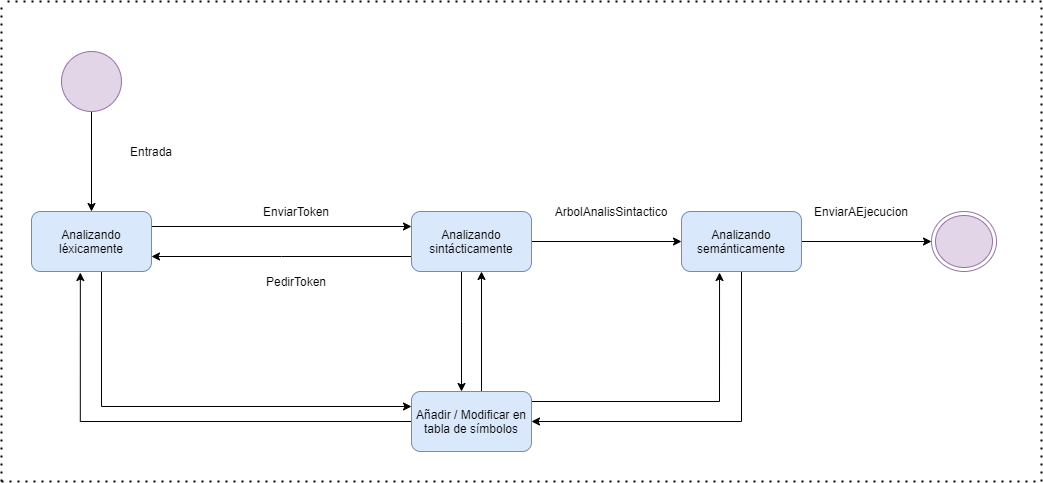 Entrada
EnviarToken
ArbolAnalisSintactico
EnviarAEjecucion
Analizando
léxicamente
Analizando
sintácticamente
Analizando
semánticamente
PedirToken
Añadir / Modificar en
tabla de símbolos